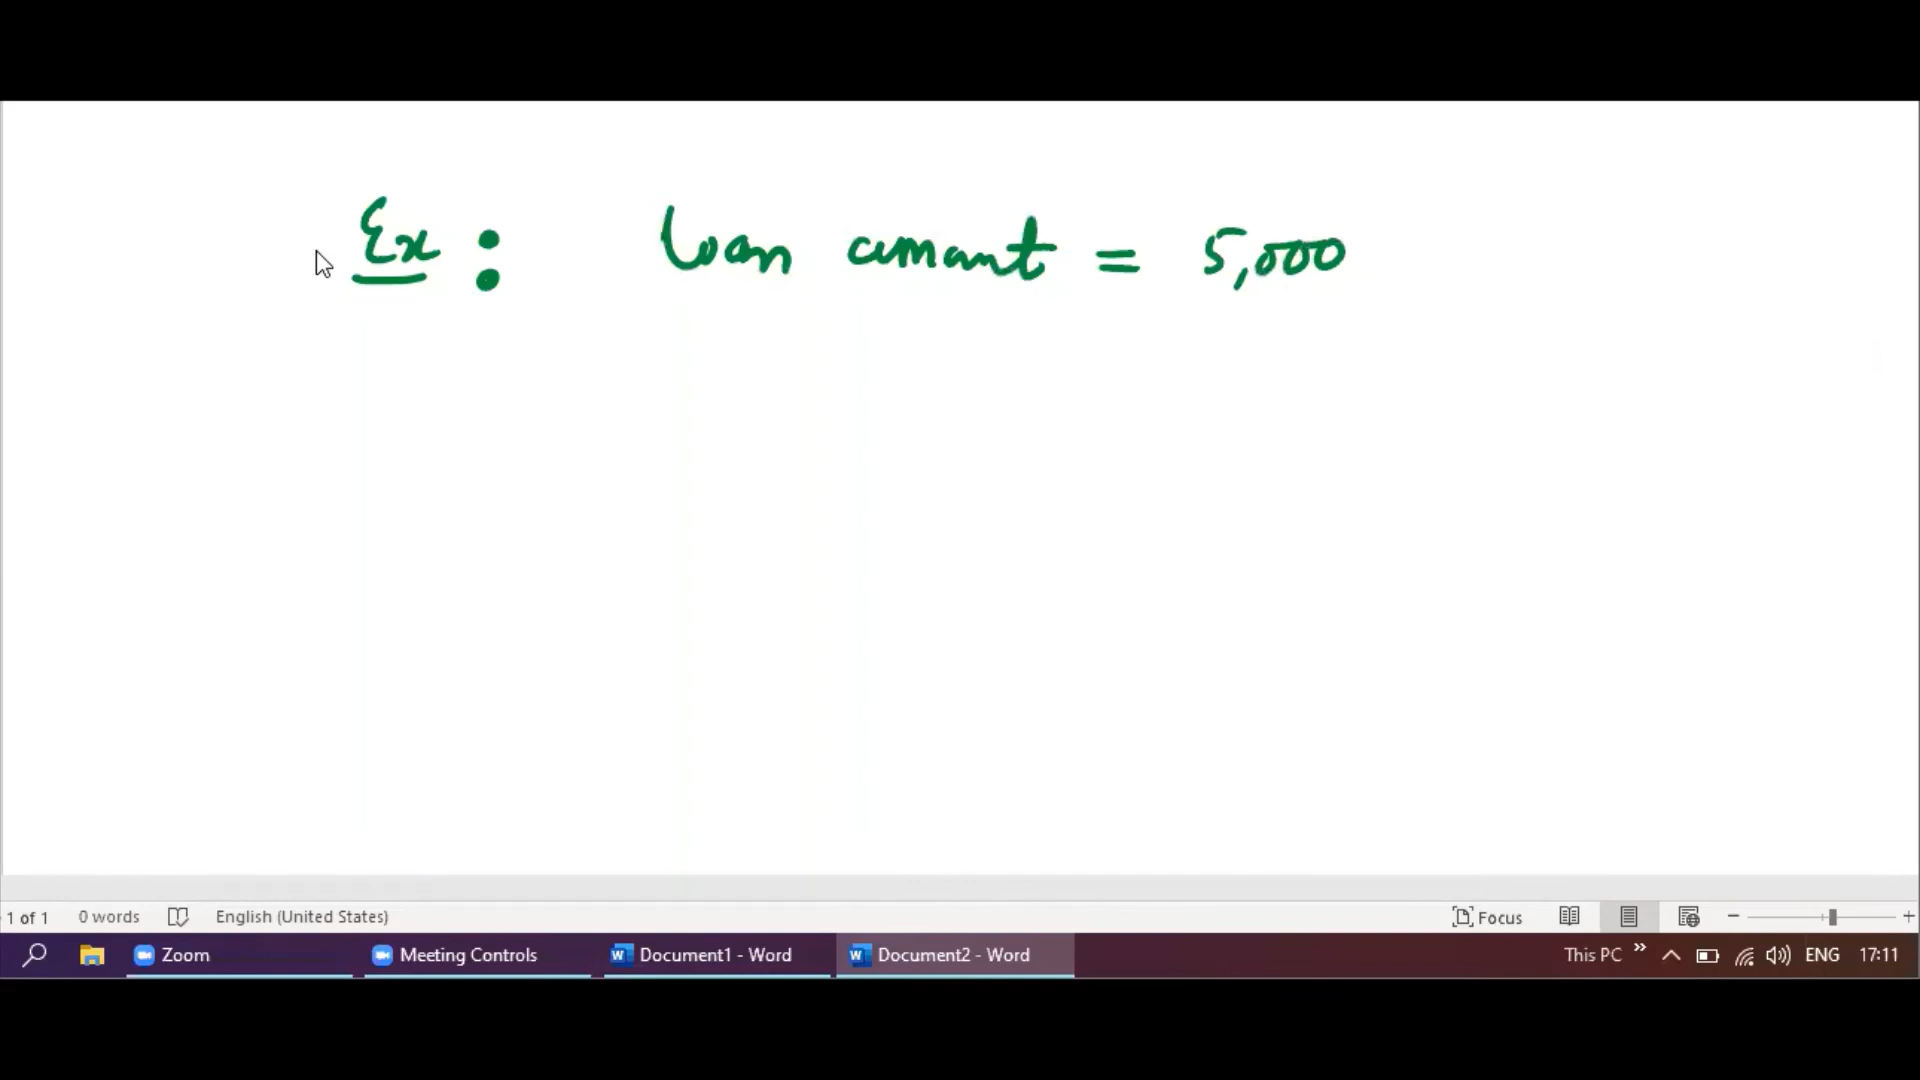 Ex : Loan amount = 5,000
1 of 1 0 words English (United States) Focus
Zoom Meeting Controls Document1 - Word Document2 - Word This PC ENG 17:11